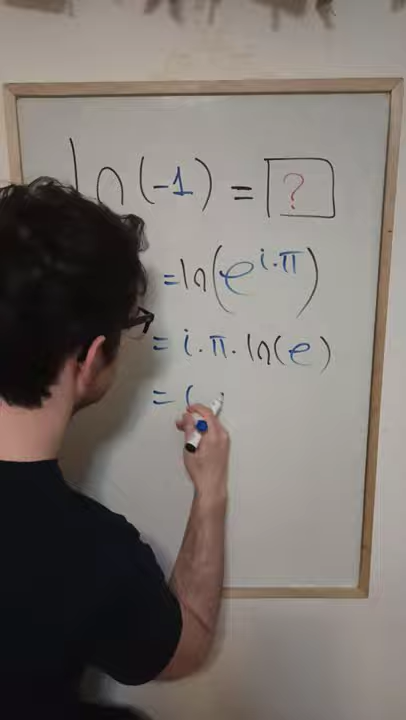 ln(-1) = ?
= ln(e^{i.π})
= i.π.ln(e)
=